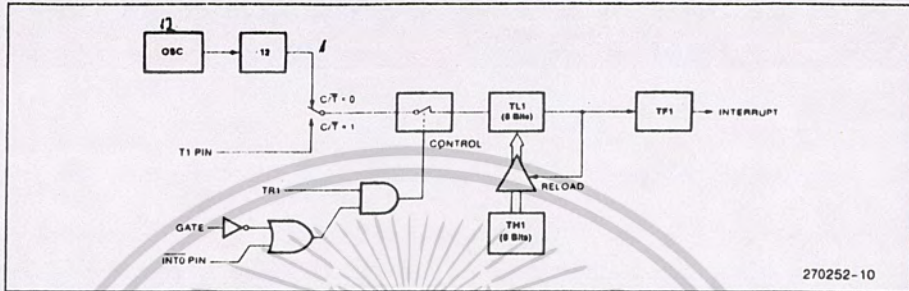 12
OSC
12
1
C/T̅ = 0
C/T̅ = 1
T1 PIN
CONTROL
TL1
(8 Bits)
TF1
INTERRUPT
RELOAD
TR1
GATE
INT0 PIN
TH1
(8 Bits)
270252-10